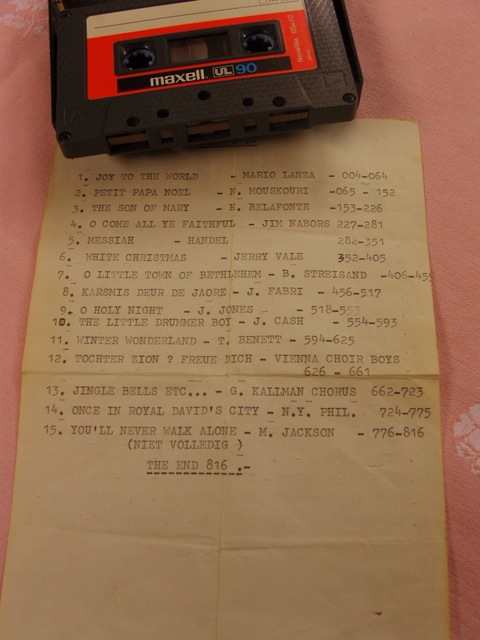 maxell. UL 90
1. JOY TO THE WORLD - MARIO LANZA - 004-064
2. PETIT PAPA NOEL - N. MOUSKOURI -065 - 152
3. THE SON OF MARY - H. BELAFONTE -153-226
4. O COME ALL YE FAITHFUL - JIM NABORS 227-281
5. MESSIAH - HANDEL 282-351
6. WHITE CHRISTMAS - JERRY VALE 352-405
7. O LITTLE TOWN OF BETHLEHEM - B. STREISAND -406-455
8. KARSMIS DEUR DE JAORE - J. FABRI - 456-517
9. O HOLY NIGHT - J. JONES - 518-553
10. THE LITTLE DRUMMER BOY - J. CASH - 554-593
11. WINTER WONDERLAND - T. BENETT - 594-625
12. TOCHTER ZION ? FREUE DICH - VIENNA CHOIR BOYS
626 - 661
13. JINGLE BELLS ETC... - G. KALLMAN CHORUS 662-723
14. ONCE IN ROYAL DAVID'S CITY - N.Y. PHIL. 724-775
15. YOU'LL NEVER WALK ALONE - M. JACKSON - 776-816
(NIET VOLLEDIG )
THE END 816 .-